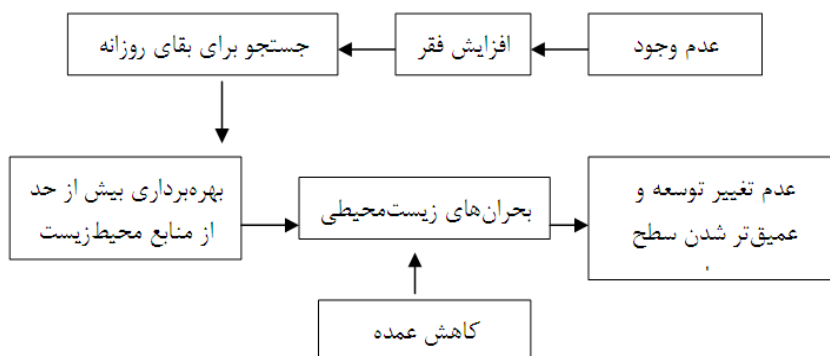 عدم وجود
افزایش فقر
جستجو برای بقای روزانه
بهره‌برداری بیش از حد
از منابع محیط‌زیست
بحران‌های زیست‌محیطی
عدم تغییر توسعه و
عمیق‌تر شدن سطح
کاهش عمده